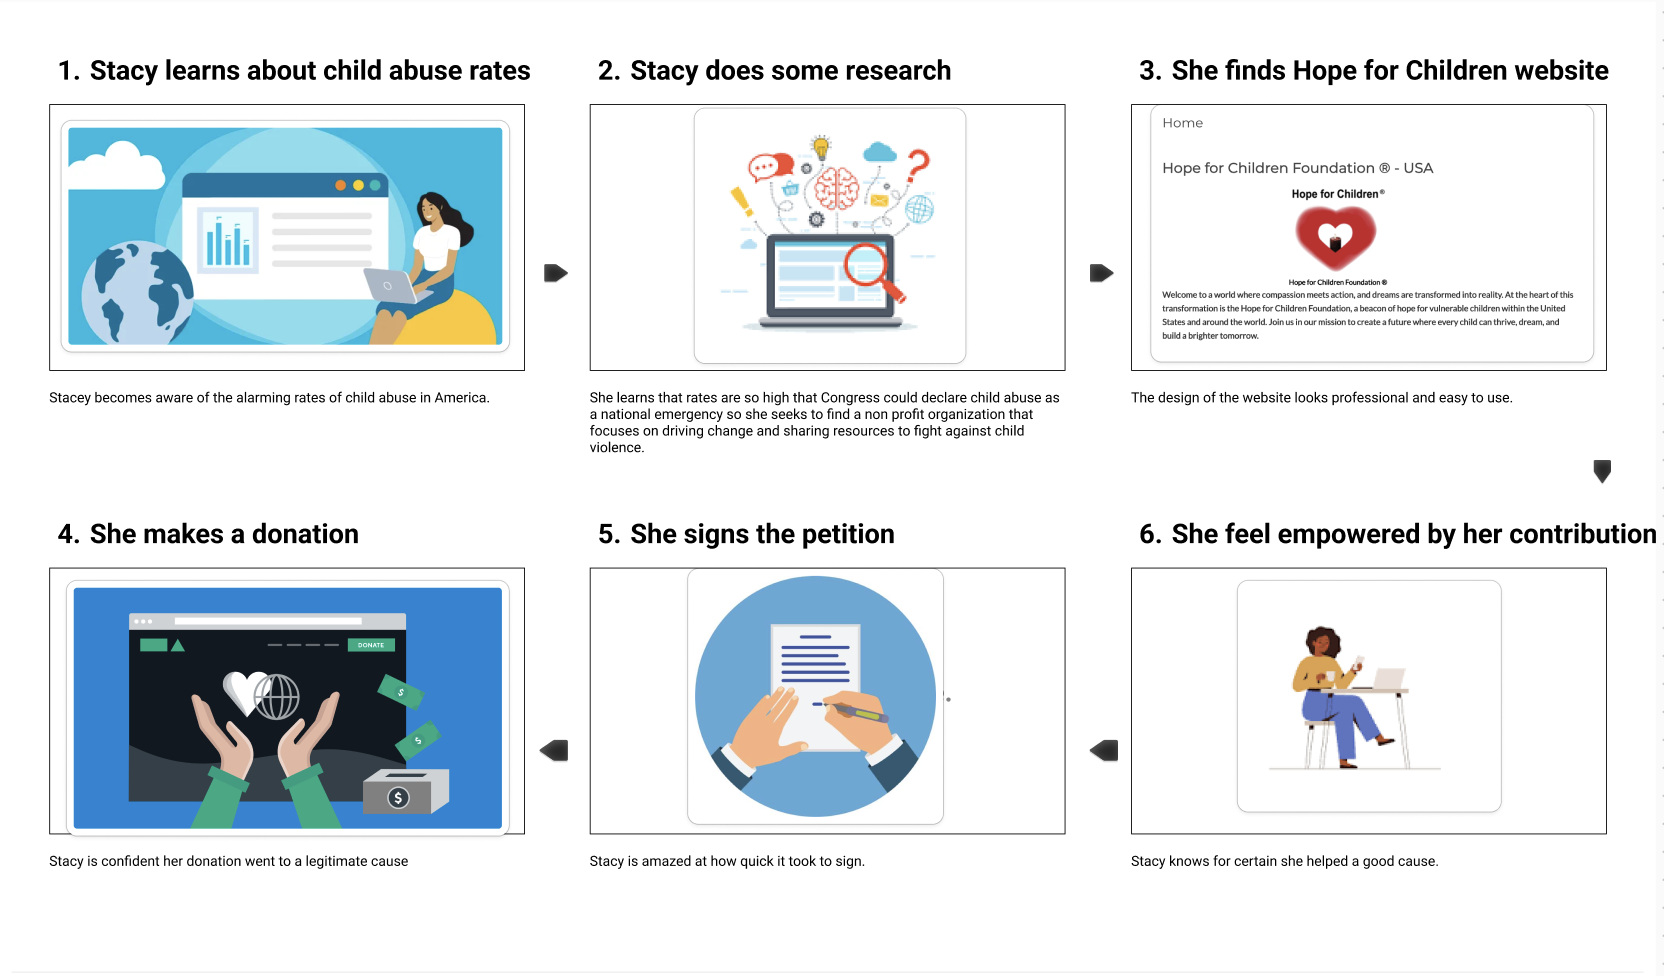 1. Stacy learns about child abuse rates
Stacey becomes aware of the alarming rates of child abuse in America.
2. Stacy does some research
She learns that rates are so high that Congress could declare child abuse as
a national emergency so she seeks to find a non profit organization that
focuses on driving change and sharing resources to fight against child
violence.
3. She finds Hope for Children website
Home
Hope for Children Foundation ® - USA
Hope for Children®
Hope for Children Foundation ®
Welcome to a world where compassion meets action, and dreams are transformed into reality. At the heart of this
transformation is the Hope for Children Foundation, a beacon of hope for vulnerable children within the United
States and around the world. Join us in our mission to create a future where every child can thrive, dream, and
build a brighter tomorrow.
The design of the website looks professional and easy to use.
4. She makes a donation
DONATE
$
$
$
Stacy is confident her donation went to a legitimate cause
5. She signs the petition
Stacy is amazed at how quick it took to sign.
6. She feel empowered by her contribution
Stacy knows for certain she helped a good cause.